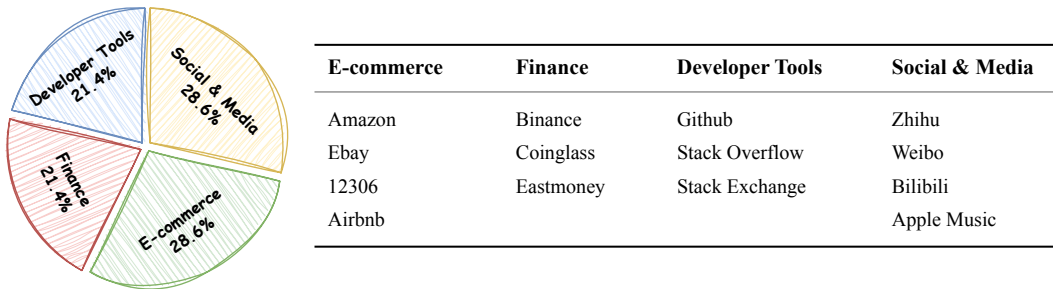 Developer Tools
21.4%
Social & Media
28.6%
Finance
21.4%
E-commerce
28.6%
E-commerce Finance Developer Tools Social & Media
Amazon Binance Github Zhihu
Ebay Coinglass Stack Overflow Weibo
12306 Eastmoney Stack Exchange Bilibili
Airbnb Apple Music